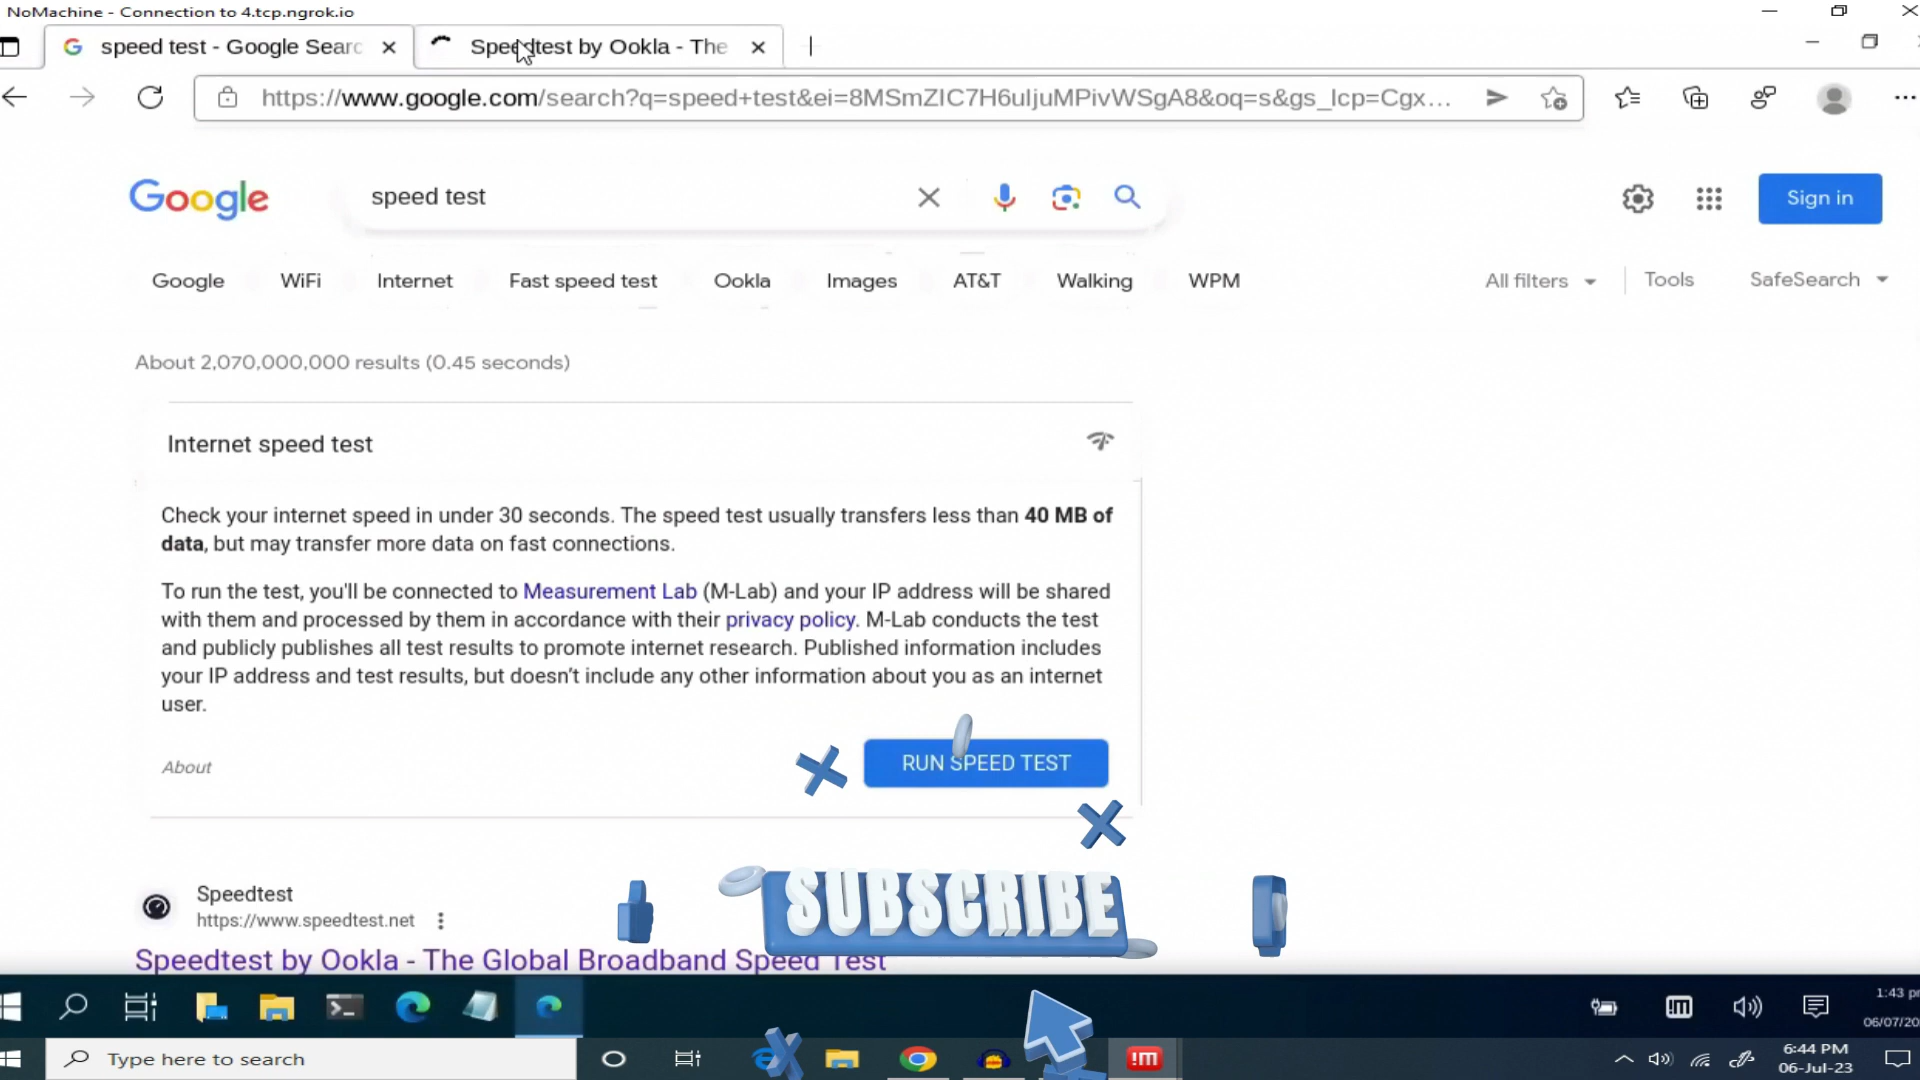 NoMachine - Connection to 4.tcp.ngrok.io
speed test - Google Searc
Speedtest by Ookla - The
https://www.google.com/search?q=speed+test&ei=8MSmZIC7H6uljuMPivWSgA8&oq=s&gs_lcp=Cgx...
Google
speed test
Sign in
Google WiFi Internet Fast speed test Ookla Images AT&T Walking WPM All filters Tools SafeSearch
About 2,070,000,000 results (0.45 seconds)
Internet speed test
Check your internet speed in under 30 seconds. The speed test usually transfers less than 40 MB of
data, but may transfer more data on fast connections.
To run the test, you'll be connected to Measurement Lab (M-Lab) and your IP address will be shared
with them and processed by them in accordance with their privacy policy. M-Lab conducts the test
and publicly publishes all test results to promote internet research. Published information includes
your IP address and test results, but doesn't include any other information about you as an internet
user.
About
RUN SPEED TEST
Speedtest
https://www.speedtest.net
SUBSCRIBE
Speedtest by Ookla - The Global Broadband Speed Test
1:43 p
06/07/20
Type here to search
!m
6:44 PM
06-Jul-23